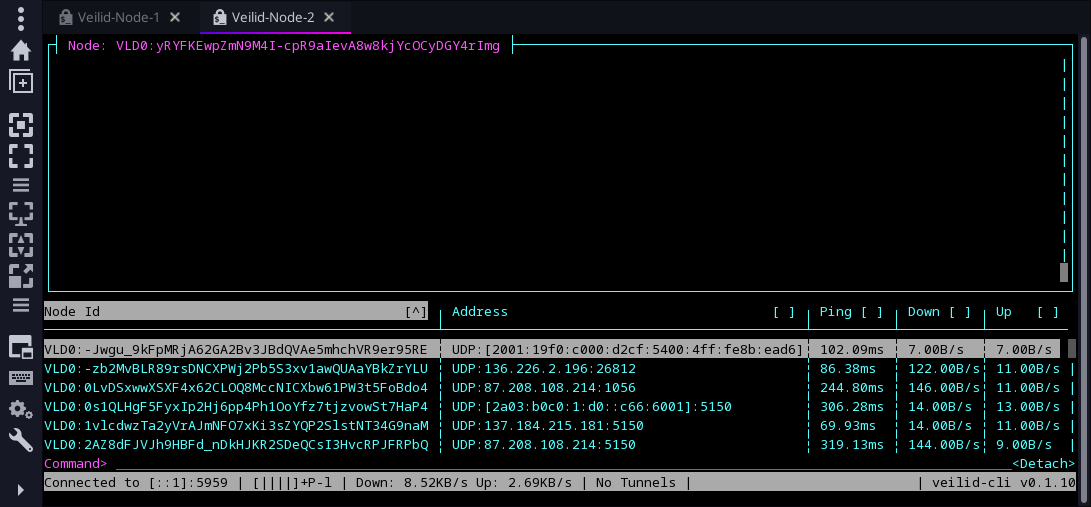 Veilid-Node-1 Veilid-Node-2
Node: VLD0:yRYFKEwpZmN9M4I-cpR9aIevA8w8kjYcOCyDGY4rImg
Node Id [^] Address [ ] Ping [ ] Down [ ] Up [ ]
VLD0:-Jwgu_9kFpMRjA62GA2Bv3JBdQVAe5mhchVR9er95RE UDP:[2001:19f0:c000:d2cf:5400:4ff:fe8b:ead6] 102.09ms 7.00B/s 7.00B/s
VLD0:-zb2MvBLR89rsDNCXPWj2Pb5S3xv1awQUAaYBkZrYLU UDP:136.226.2.196:26812 86.38ms 122.00B/s 11.00B/s
VLD0:0LvDSxwwXSXF4x62CLOQ8MccNICXbw61PW3t5FoBdo4 UDP:87.208.108.214:1056 244.80ms 146.00B/s 11.00B/s
VLD0:0s1QLHgF5FyxIp2Hj6pp4Ph1OoYfz7tjzvowSt7HaP4 UDP:[2a03:b0c0:1:d0::c66:6001]:5150 306.28ms 14.00B/s 13.00B/s
VLD0:1vlcdwzTa2yVrAJmNFO7xKi3sZYQP2SlstNT34G9naM UDP:137.184.215.181:5150 69.93ms 14.00B/s 11.00B/s
VLD0:2AZ8dFJVJh9HBFd_nDkHJKR2SDeQCsI3HvcRPJFRPbQ UDP:87.208.108.214:5150 319.13ms 144.00B/s 9.00B/s
Command> <Detach>
Connected to [::1]:5959 | [||||]+P-l | Down: 8.52KB/s Up: 2.69KB/s | No Tunnels | | veilid-cli v0.1.10